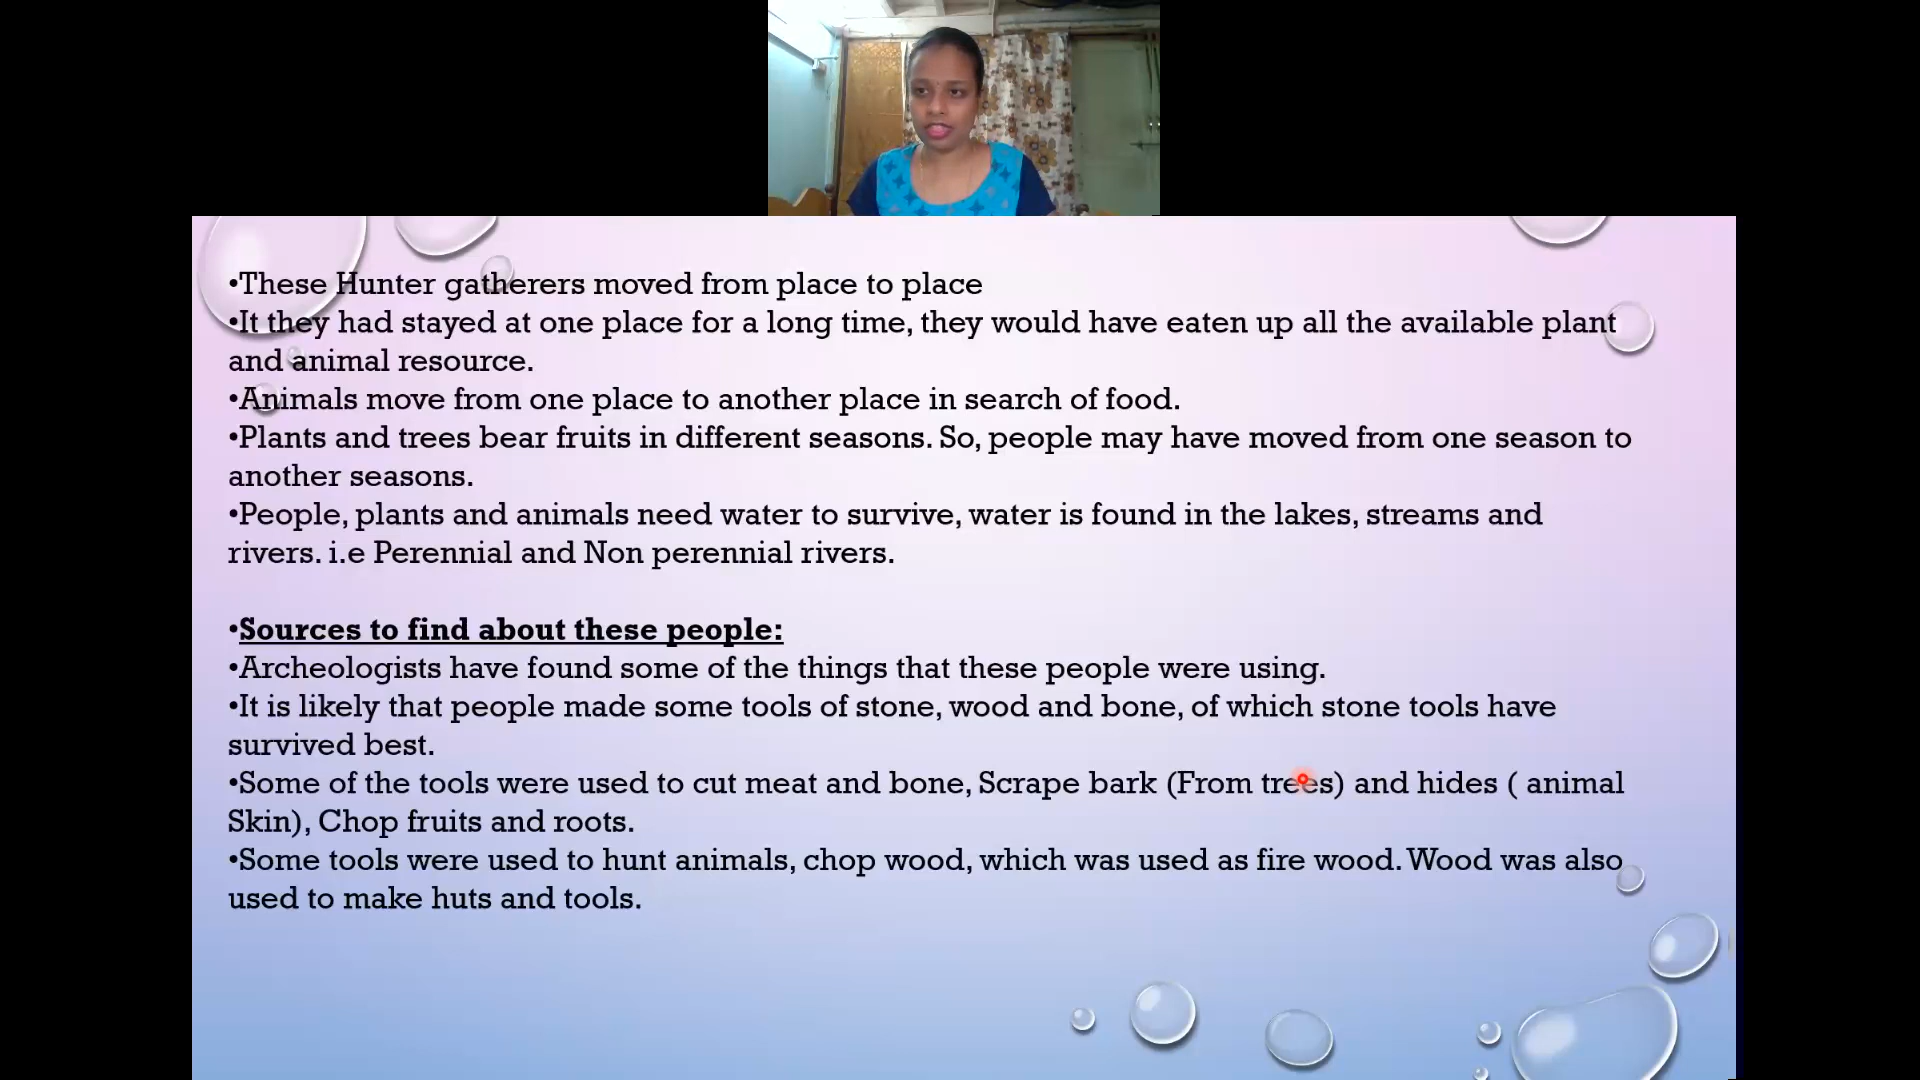 •These Hunter gatherers moved from place to place
•It they had stayed at one place for a long time, they would have eaten up all the available plant
and animal resource.
•Animals move from one place to another place in search of food.
•Plants and trees bear fruits in different seasons. So, people may have moved from one season to
another seasons.
•People, plants and animals need water to survive, water is found in the lakes, streams and
rivers. i.e Perennial and Non perennial rivers.
•Sources to find about these people:
•Archeologists have found some of the things that these people were using.
•It is likely that people made some tools of stone, wood and bone, of which stone tools have
survived best.
•Some of the tools were used to cut meat and bone, Scrape bark (From trees) and hides ( animal
Skin), Chop fruits and roots.
•Some tools were used to hunt animals, chop wood, which was used as fire wood. Wood was also
used to make huts and tools.